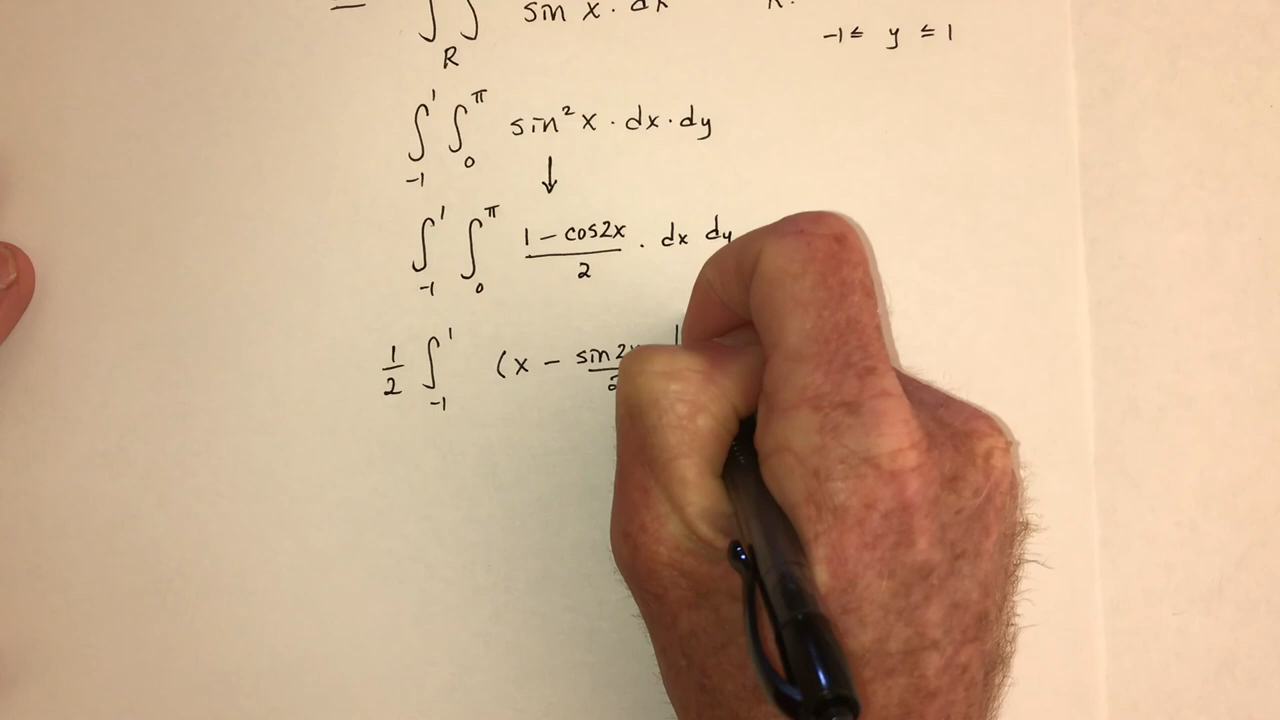 — ∫∫ sin x · dx
R
-1 ≤ y ≤ 1
∫₋₁¹ ∫₀^π sin²x · dx · dy
↓
∫₋₁¹ ∫₀^π (1 - cos2x)/2 · dx dy
1/2 ∫₋₁¹ (x - sin2